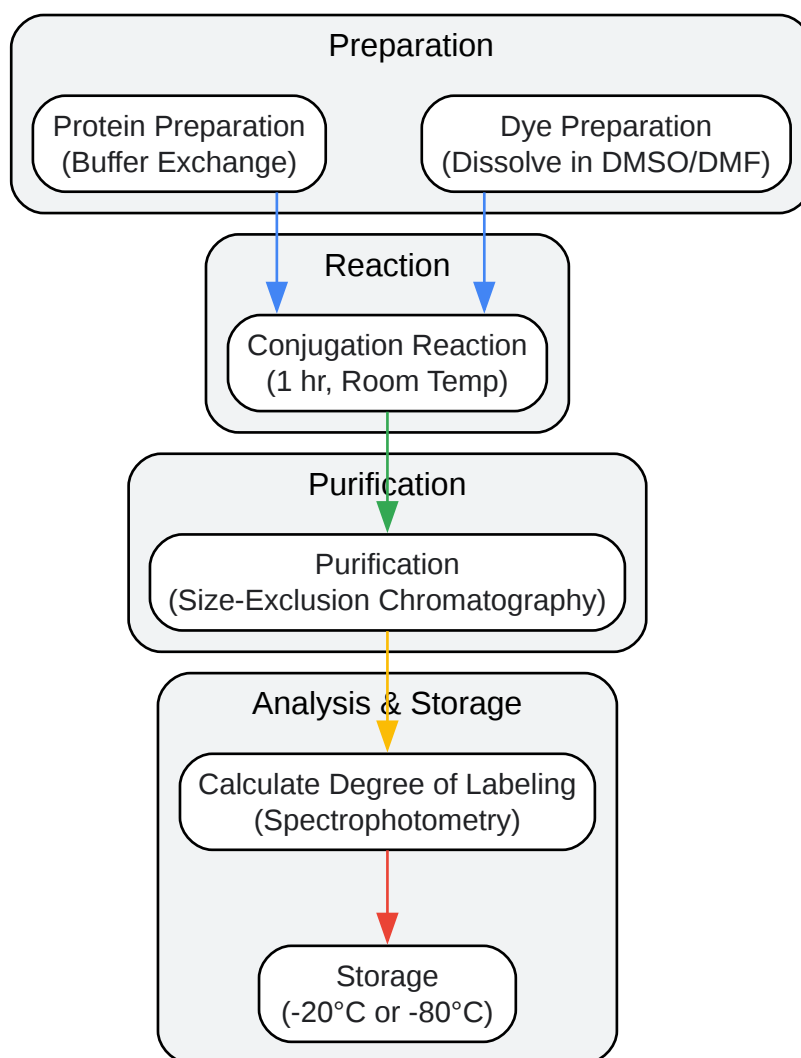 Preparation
Protein Preparation
(Buffer Exchange)
Dye Preparation
(Dissolve in DMSO/DMF)
Reaction
Conjugation Reaction
(1 hr, Room Temp)
Purification
Purification
(Size-Exclusion Chromatography)
Analysis & Storage
Calculate Degree of Labeling
(Spectrophotometry)
Storage
(-20°C or -80°C)